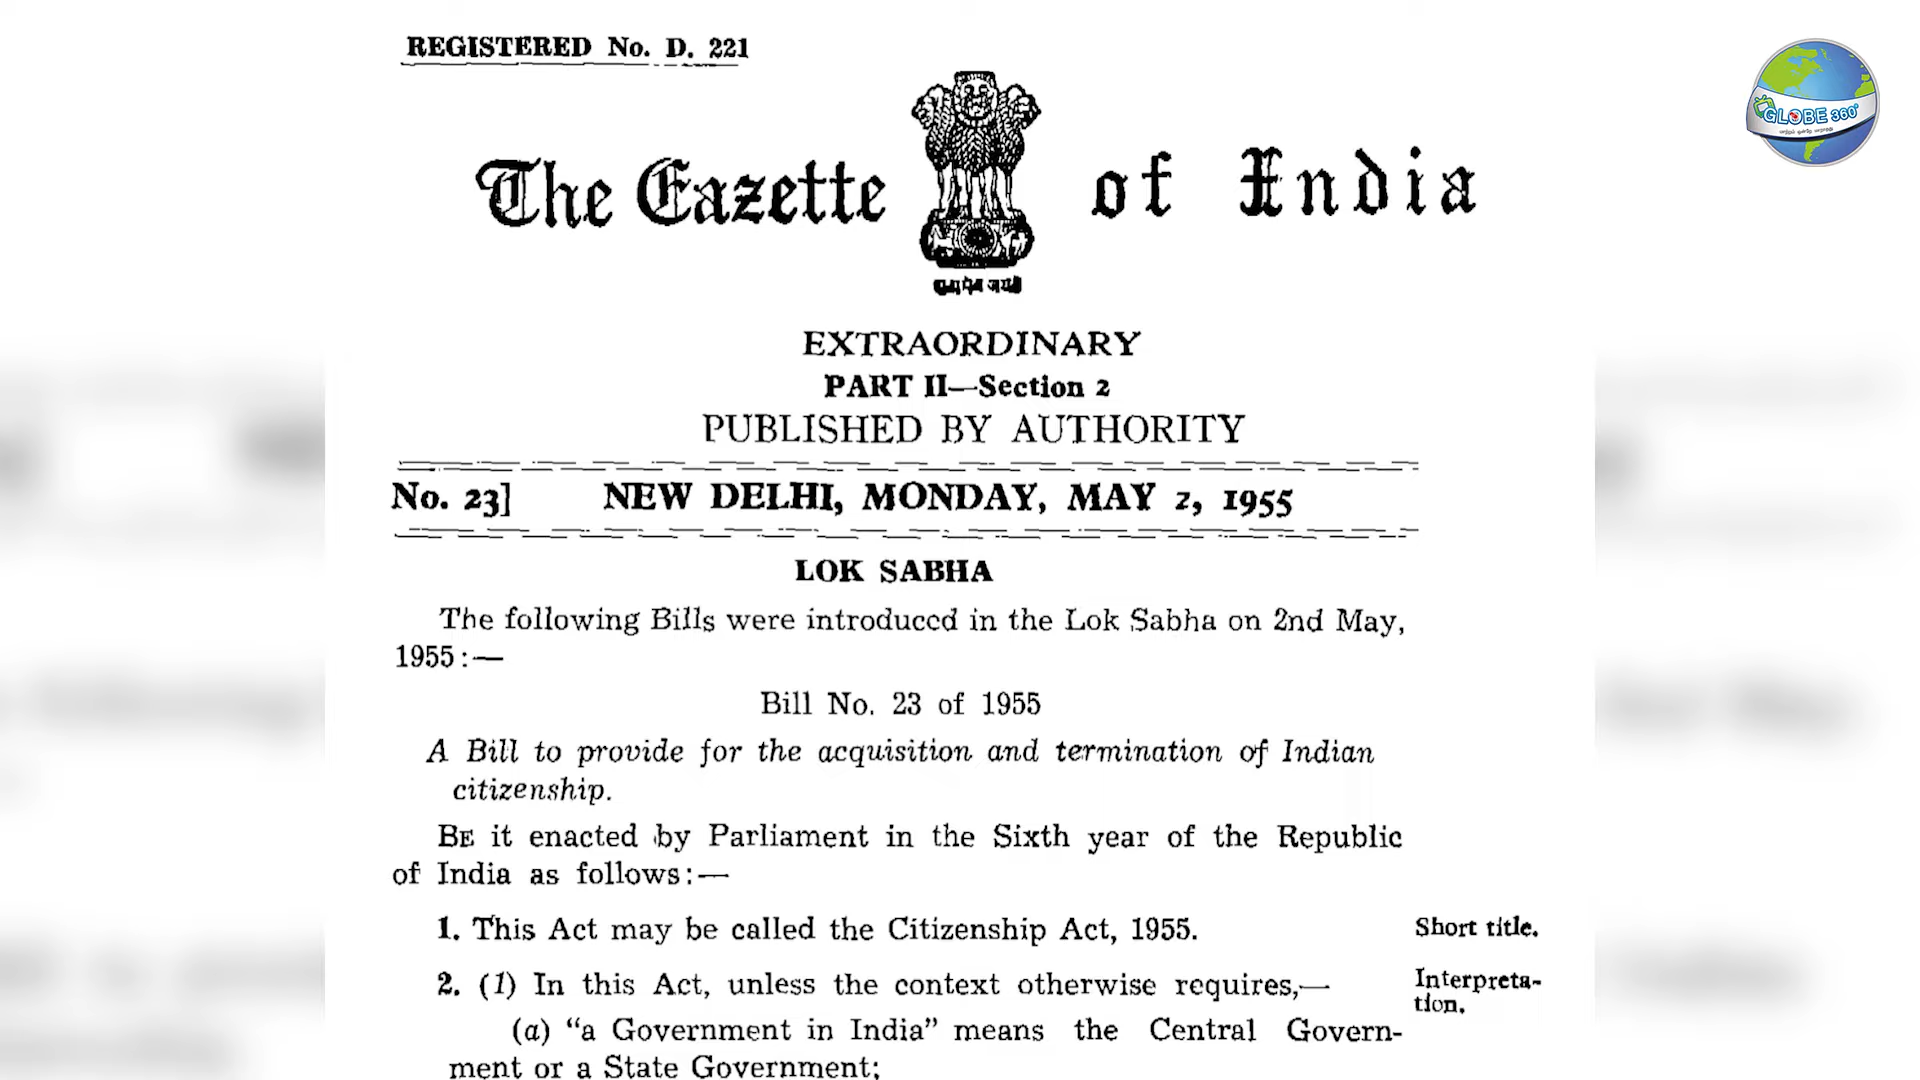 REGISTERED No. D. 221
GLOBE 360°
The Gazette of India
EXTRAORDINARY
PART II—Section 2
PUBLISHED BY AUTHORITY
No. 23] NEW DELHI, MONDAY, MAY 2, 1955
LOK SABHA
The following Bills were introduced in the Lok Sabha on 2nd May,
1955:—
Bill No. 23 of 1955
A Bill to provide for the acquisition and termination of Indian
citizenship.
BE it enacted by Parliament in the Sixth year of the Republic
of India as follows:—
1. This Act may be called the Citizenship Act, 1955. Short title.
2. (1) In this Act, unless the context otherwise requires,— Interpreta-
tion.
(a) “a Government in India” means the Central Govern-
ment or a State Government;